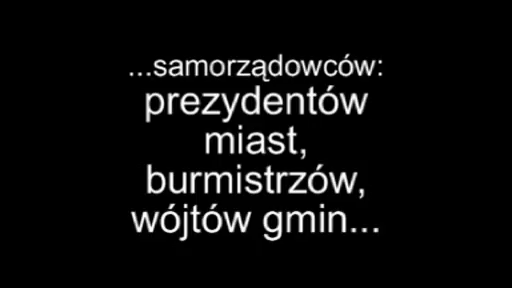 ...samorządowców:
prezydentów
miast,
burmistrzów,
wójtów gmin...